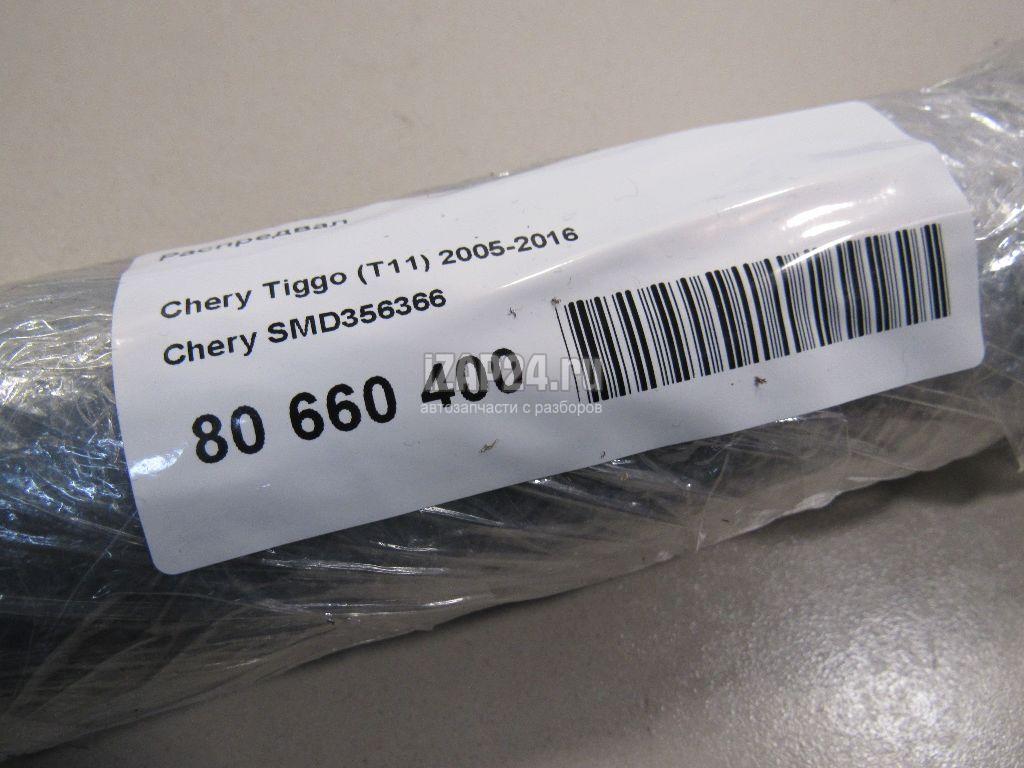 Распредвал
Chery Tiggo (T11) 2005-2016
Chery SMD356366
80 660 400
iZAP24.ru
автозапчасти с разборов